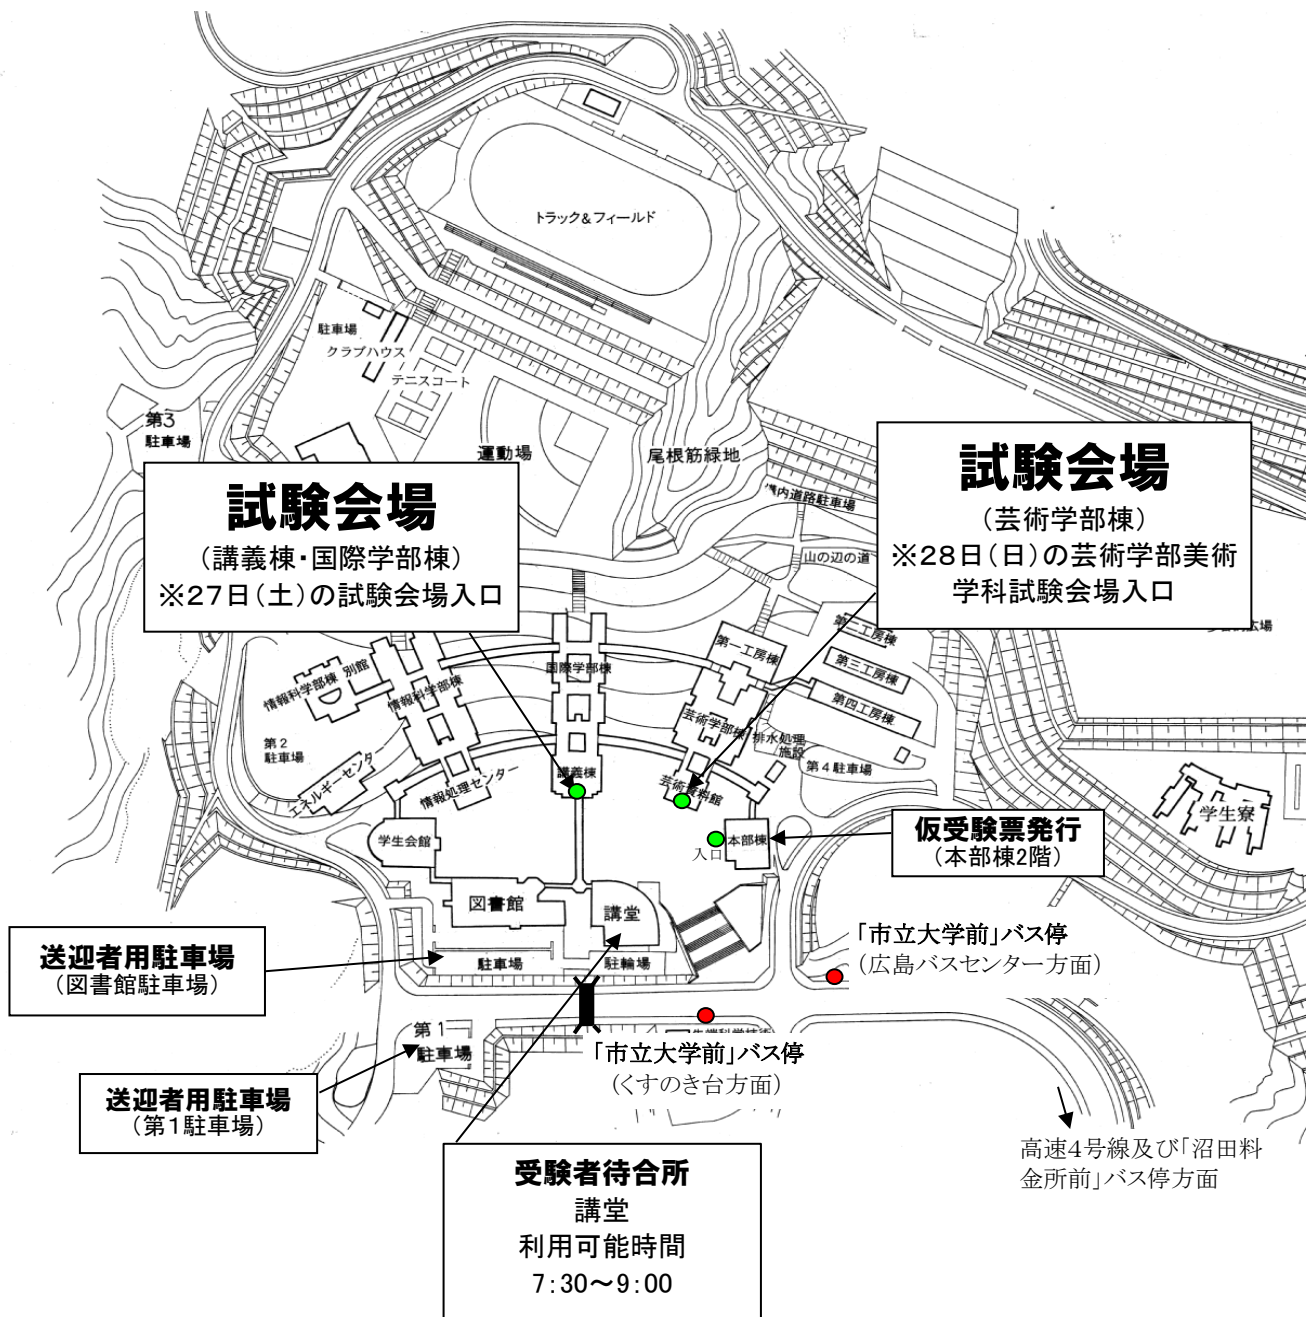 トラック&フィールド
駐車場
クラブハウス
テニスコート
第3
駐車場
運動場
尾根筋緑地
構内道路駐車場
山の辺の道
試験会場
(講義棟・国際学部棟)
※27日(土)の試験会場入口
試験会場
(芸術学部棟)
※28日(日)の芸術学部美術
学科試験会場入口
広場
第一工房棟
第二工房棟
第三工房棟
第四工房棟
国際学部棟
情報科学部棟 別館
情報科学部棟
芸術学部棟
排水処理
施設
第2
駐車場
エネルギーセンタ
情報処理センター
講義棟
芸術資料館
第4駐車場
学生会館
入口
本部棟
仮受験票発行
(本部棟2階)
学生寮
図書館
講堂
送迎者用駐車場
(図書館駐車場)
駐車場
駐輪場
「市立大学前」バス停
(広島バスセンター方面)
第1
駐車場
「市立大学前」バス停
(くすのき台方面)
送迎者用駐車場
(第1駐車場)
高速4号線及び「沼田料
金所前」バス停方面
受験者待合所
講堂
利用可能時間
7:30〜9:00